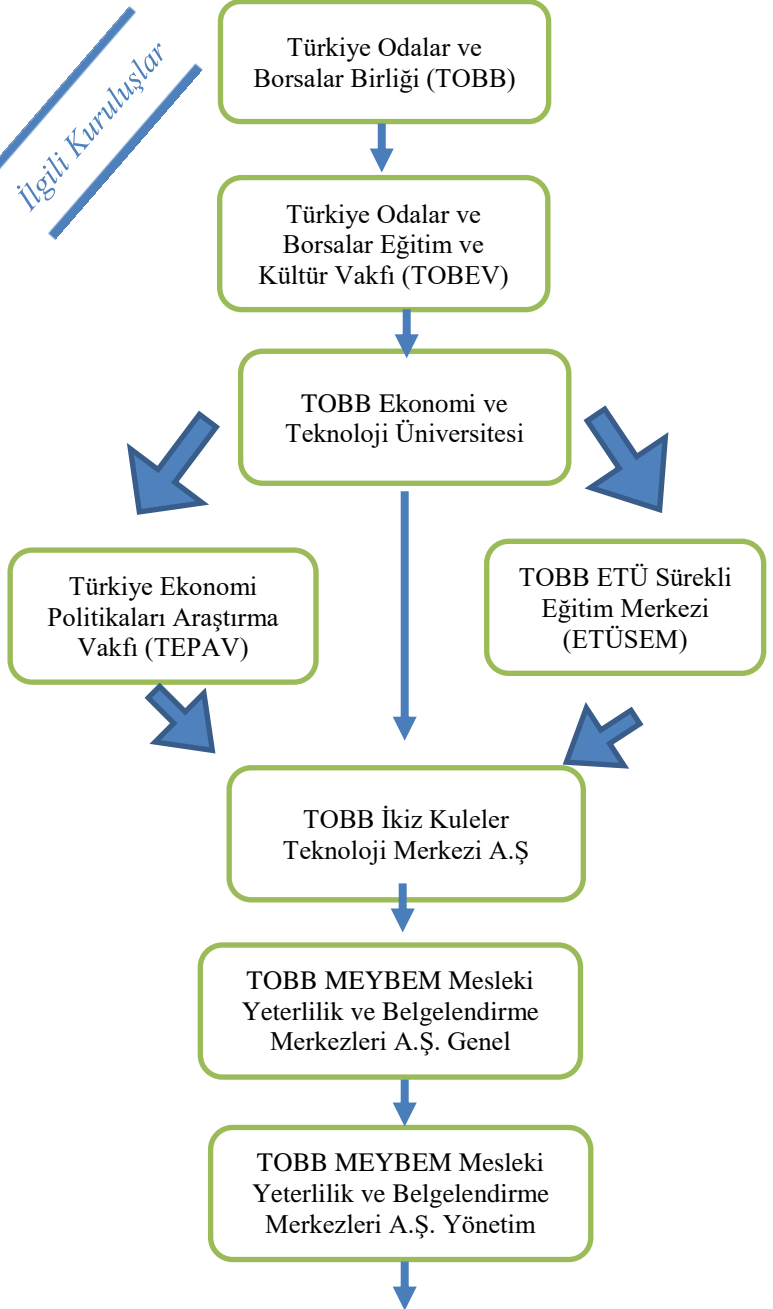 İlgili Kuruluşlar
Türkiye Odalar ve
Borsalar Birliği (TOBB)
Türkiye Odalar ve
Borsalar Eğitim ve
Kültür Vakfı (TOBEV)
TOBB Ekonomi ve
Teknoloji Üniversitesi
Türkiye Ekonomi
Politikaları Araştırma
Vakfı (TEPAV)
TOBB ETÜ Sürekli
Eğitim Merkezi
(ETÜSEM)
TOBB İkiz Kuleler
Teknoloji Merkezi A.Ş
TOBB MEYBEM Mesleki
Yeterlilik ve Belgelendirme
Merkezleri A.Ş. Genel
TOBB MEYBEM Mesleki
Yeterlilik ve Belgelendirme
Merkezleri A.Ş. Yönetim